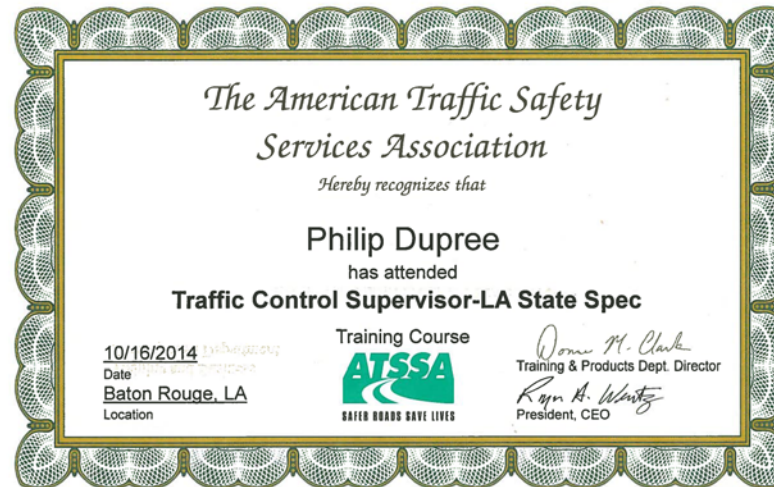 The American Traffic Safety
Services Association
Hereby recognizes that
Philip Dupree
has attended
Traffic Control Supervisor-LA State Spec
Training Course
10/16/2014
Date
Baton Rouge, LA
Location
ATSSA
SAFER ROADS SAVE LIVES
Donna M. Clark
Training & Products Dept. Director
President, CEO